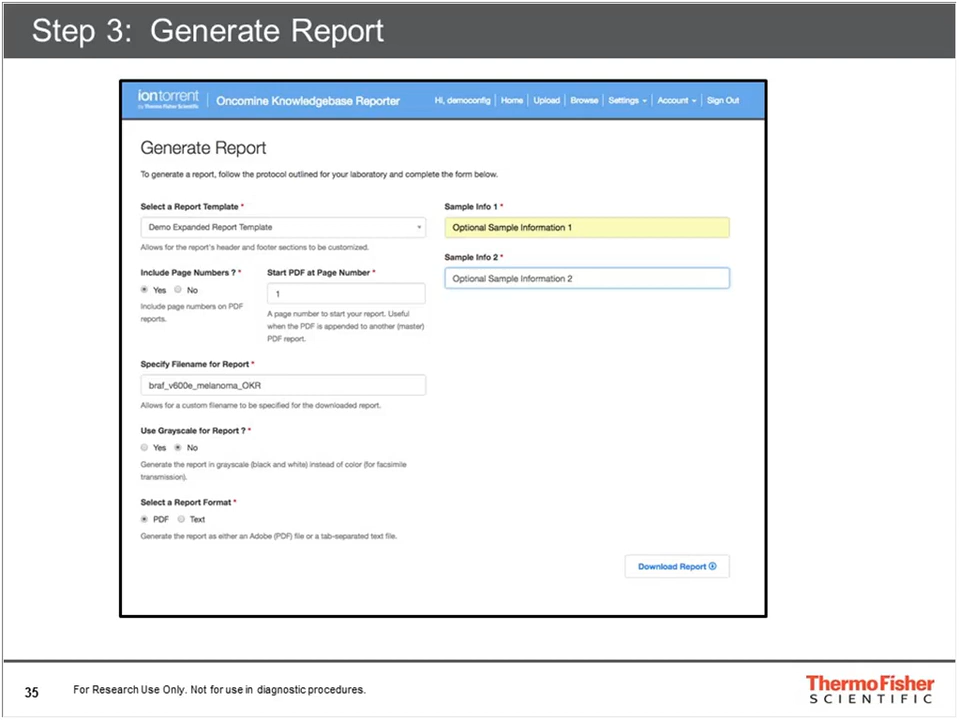 Step 3: Generate Report
iontorrent
by Thermo Fisher Scientific
Oncomine Knowledgebase Reporter
Hi, democonfig | Home | Upload | Browse | Settings | Account | Sign Out
Generate Report
To generate a report, follow the protocol outlined for your laboratory and complete the form below.
Select a Report Template *
Demo Expanded Report Template
Allows for the report's header and footer sections to be customized.
Include Page Numbers ? *
Yes No
Include page numbers on PDF
reports.
Start PDF at Page Number *
1
A page number to start your report. Useful
when the PDF is appended to another (master)
PDF report.
Specify Filename for Report *
braf_v600e_melanoma_OKR
Allows for a custom filename to be specified for the downloaded report.
Use Grayscale for Report ? *
Yes No
Generate the report in grayscale (black and white) instead of color (for facsimile
transmission).
Select a Report Format *
PDF Text
Generate the report as either an Adobe (PDF) file or a tab-separated text file.
Sample Info 1 *
Optional Sample Information 1
Sample Info 2 *
Optional Sample Information 2
Download Report
35
For Research Use Only. Not for use in diagnostic procedures.
ThermoFisher
SCIENTIFIC